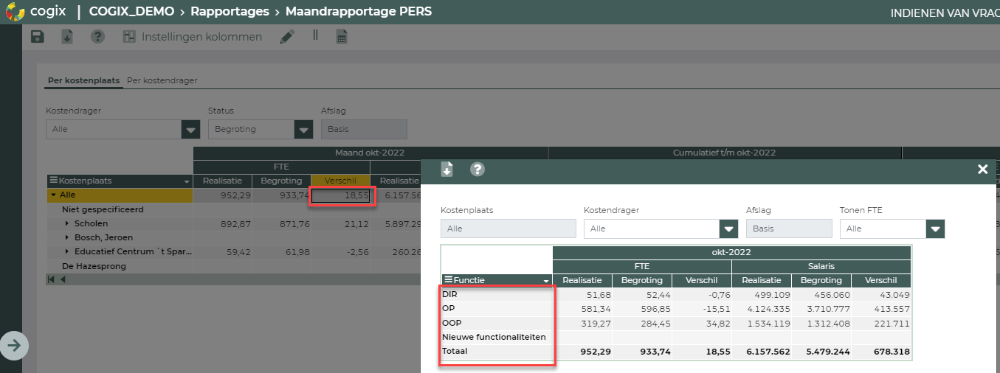 cogix | COGIX_DEMO › Rapportages › Maandrapportage PERS INDIENEN VAN VRAG
Instellingen kolommen
Per kostenplaats Per kostendrager
Kostendrager Status Afslag
Alle Begroting Basis
Maand okt-2022 Cumulatief t/m okt-2022
FTE
Kostenplaats Realisatie Begroting Verschil Realisatie
Alle 952,29 933,74 18,55 6.157.56
Niet gespecificeerd
Scholen 892,87 871,76 21,12 5.897.29
Bosch, Jeroen
Educatief Centrum `t Spar... 59,42 61,98 -2,56 260.26
De Hazesprong
Kostenplaats Kostendrager Afslag Tonen FTE
Alle Alle Basis Alle
okt-2022
FTE Salaris
Functie Realisatie Begroting Verschil Realisatie Begroting Verschil
DIR 51,68 52,44 -0,76 499.109 456.060 43.049
OP 581,34 596,85 -15,51 4.124.335 3.710.777 413.557
OOP 319,27 284,45 34,82 1.534.119 1.312.408 221.711
Nieuwe functionaliteiten
Totaal 952,29 933,74 18,55 6.157.562 5.479.244 678.318